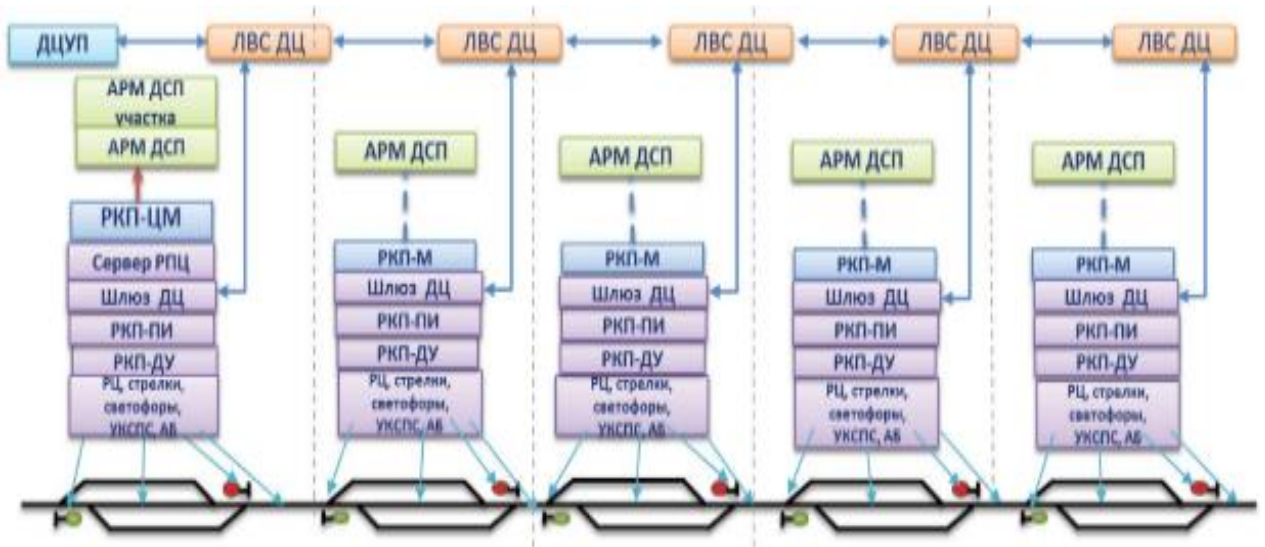 ДЦУП
ЛВС ДЦ
ЛВС ДЦ
ЛВС ДЦ
ЛВС ДЦ
ЛВС ДЦ
АРМ ДСП
участка
АРМ ДСП
РКП-ЦМ
Сервер РПЦ
Шлюз ДЦ
РКП-ПИ
РКП-ДУ
РЦ, стрелки,
светофоры,
УКСПС, АБ
АРМ ДСП
РКП-М
Шлюз ДЦ
РКП-ПИ
РКП-ДУ
РЦ, стрелки,
светофоры,
УКСПС, АБ
АРМ ДСП
РКП-М
Шлюз ДЦ
РКП-ПИ
РКП-ДУ
РЦ, стрелки,
светофоры,
УКСПС, АБ
АРМ ДСП
РКП-М
Шлюз ДЦ
РКП-ПИ
РКП-ДУ
РЦ, стрелки,
светофоры,
УКСПС, АБ
АРМ ДСП
РКП-М
Шлюз ДЦ
РКП-ПИ
РКП-ДУ
РЦ, стрелки,
светофоры,
УКСПС, АБ